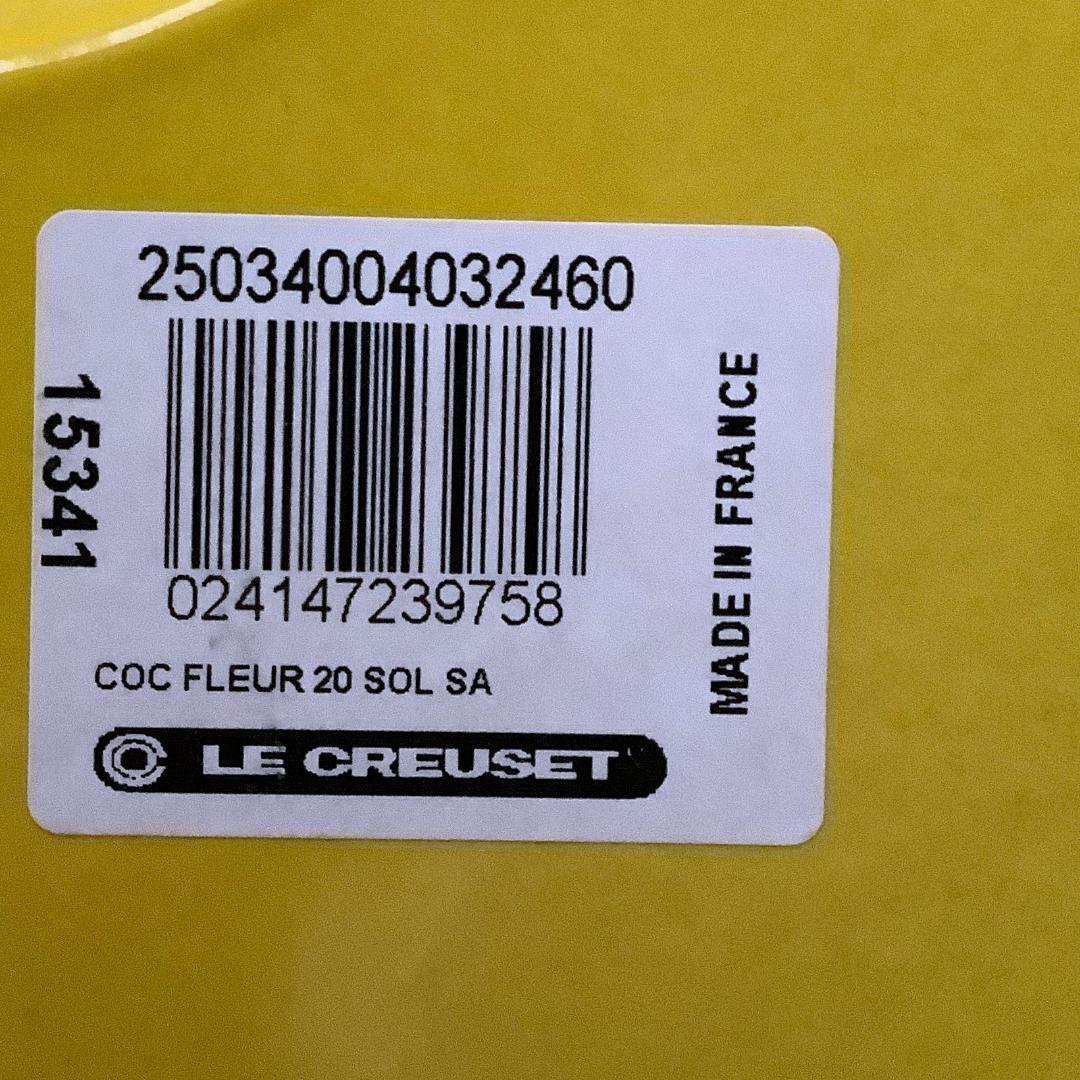 25034004032460
15341
024147239758
COC FLEUR 20 SOL SA
LE CREUSET
MADE IN FRANCE